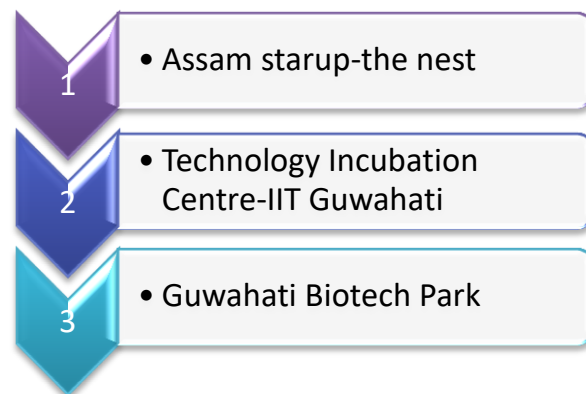 1
• Assam starup-the nest
2
• Technology Incubation
Centre-IIT Guwahati
3
• Guwahati Biotech Park